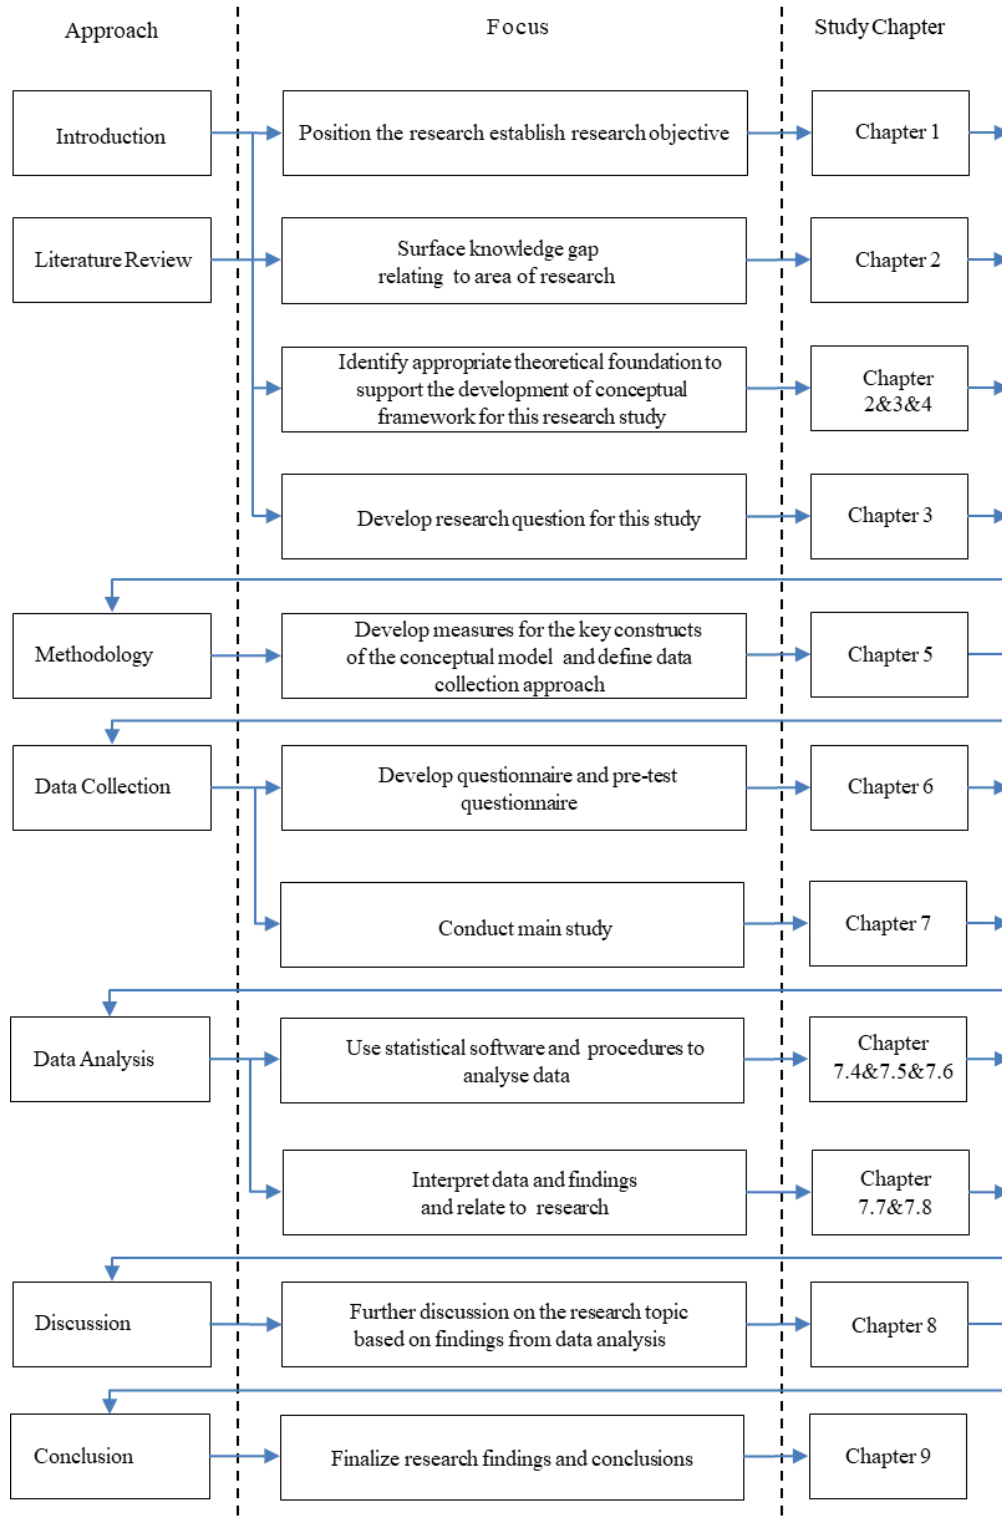 Approach
Focus
Study Chapter
Introduction
Position the research establish research objective
Chapter 1
Literature Review
Surface knowledge gap
relating to area of research
Chapter 2
Identify appropriate theoretical foundation to
support the development of conceptual
framework for this research study
Chapter
2&3&4
Develop research question for this study
Chapter 3
Methodology
Develop measures for the key constructs
of the conceptual model and define data
collection approach
Chapter 5
Data Collection
Develop questionnaire and pre-test
questionnaire
Chapter 6
Conduct main study
Chapter 7
Data Analysis
Use statistical software and procedures to
analyse data
Chapter
7.4&7.5&7.6
Interpret data and findings
and relate to research
Chapter
7.7&7.8
Discussion
Further discussion on the research topic
based on findings from data analysis
Chapter 8
Conclusion
Finalize research findings and conclusions
Chapter 9